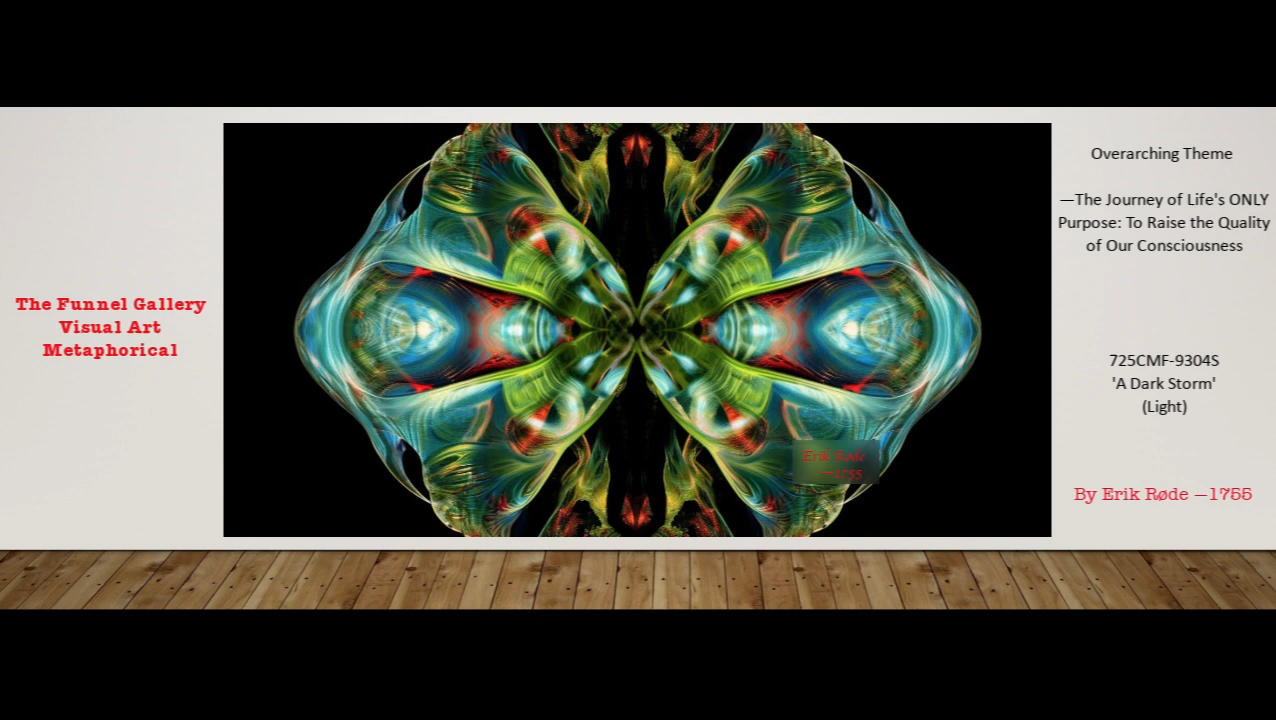 The Funnel Gallery
Visual Art
Metaphorical
Erik Røde
—1755
Overarching Theme
—The Journey of Life's ONLY
Purpose: To Raise the Quality
of Our Consciousness
725CMF-9304S
'A Dark Storm'
(Light)
By Erik Røde —1755